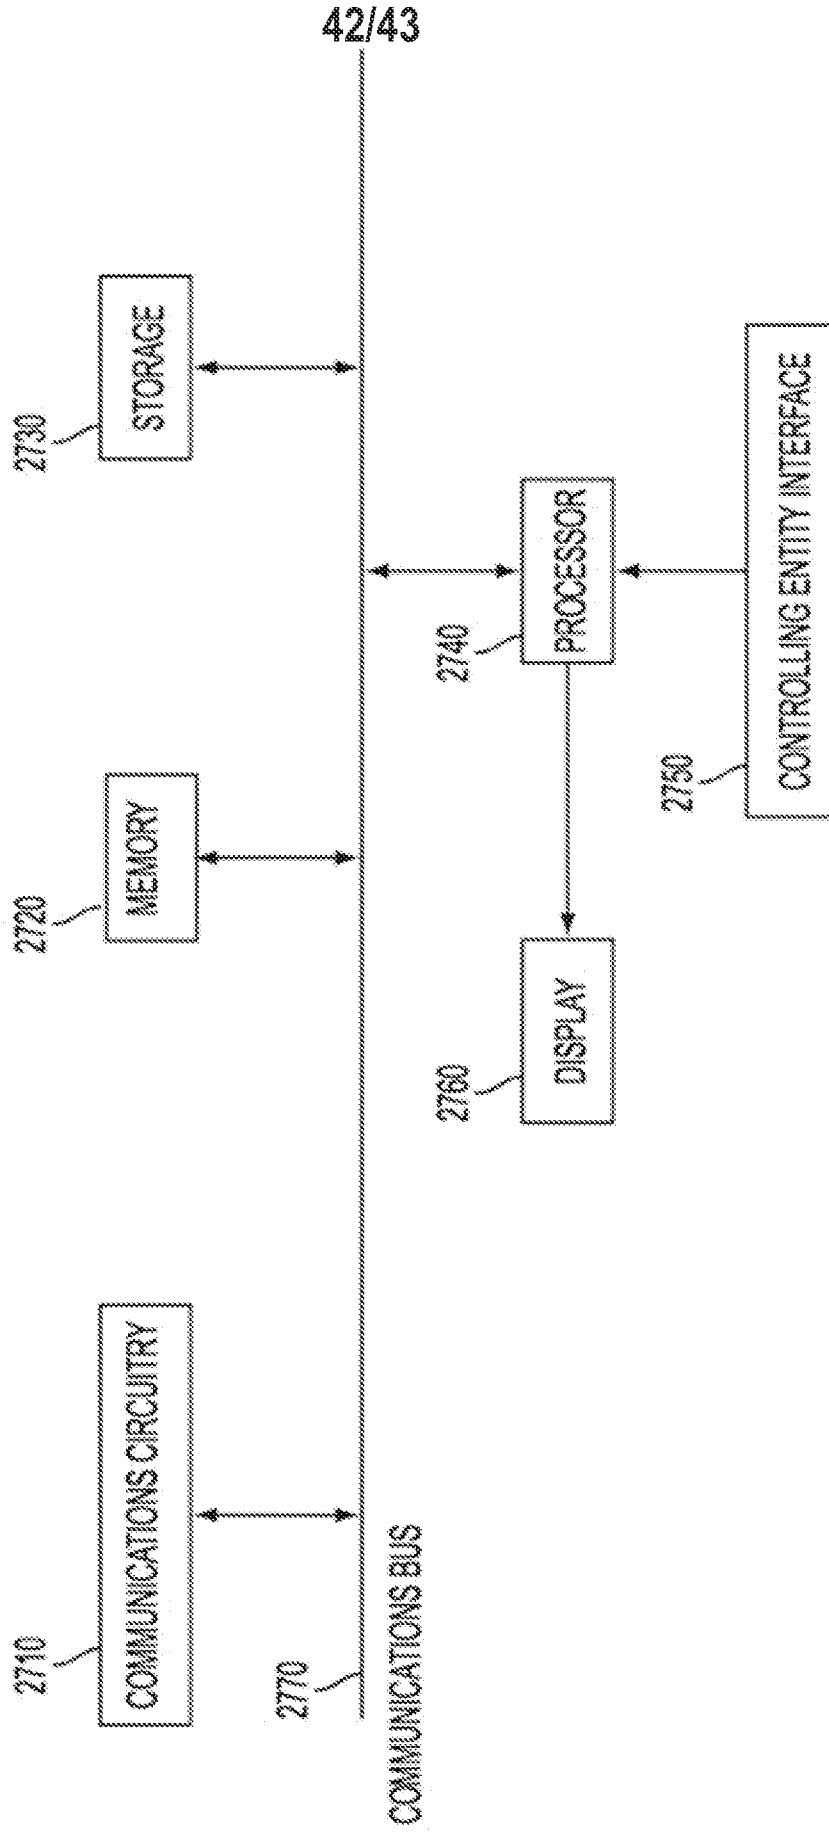 42/43
2710
COMMUNICATIONS CIRCUITRY
2720
MEMORY
2730
STORAGE
2770
COMMUNICATIONS BUS
2760
DISPLAY
2740
PROCESSOR
2750
CONTROLLING ENTITY INTERFACE